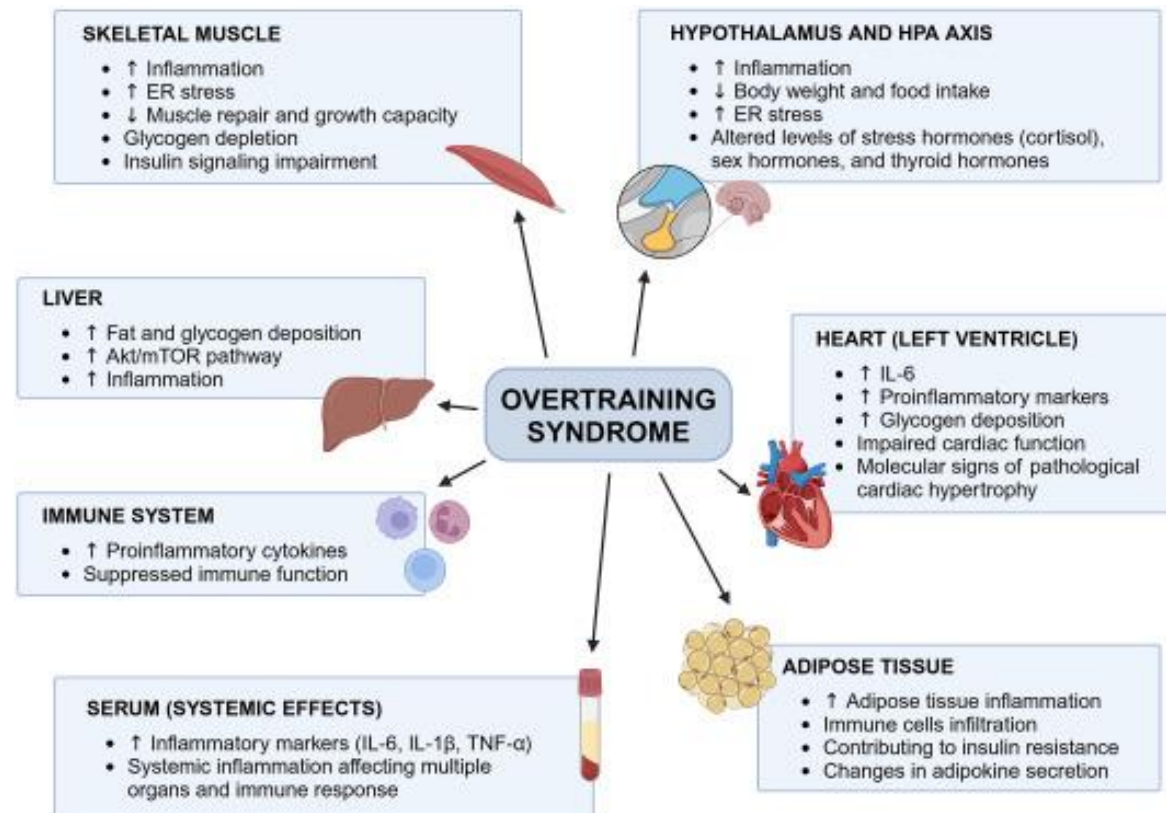 SKELETAL MUSCLE
• ↑ Inflammation
• ↑ ER stress
• ↓ Muscle repair and growth capacity
• Glycogen depletion
• Insulin signaling impairment
HYPOTHALAMUS AND HPA AXIS
• ↑ Inflammation
• ↓ Body weight and food intake
• ↑ ER stress
• Altered levels of stress hormones (cortisol),
sex hormones, and thyroid hormones
LIVER
• ↑ Fat and glycogen deposition
• ↑ Akt/mTOR pathway
• ↑ Inflammation
OVERTRAINING
SYNDROME
HEART (LEFT VENTRICLE)
• ↑ IL-6
• ↑ Proinflammatory markers
• ↑ Glycogen deposition
• Impaired cardiac function
• Molecular signs of pathological
cardiac hypertrophy
IMMUNE SYSTEM
• ↑ Proinflammatory cytokines
• Suppressed immune function
SERUM (SYSTEMIC EFFECTS)
• ↑ Inflammatory markers (IL-6, IL-1β, TNF-α)
• Systemic inflammation affecting multiple
organs and immune response
ADIPOSE TISSUE
• ↑ Adipose tissue inflammation
• Immune cells infiltration
• Contributing to insulin resistance
• Changes in adipokine secretion